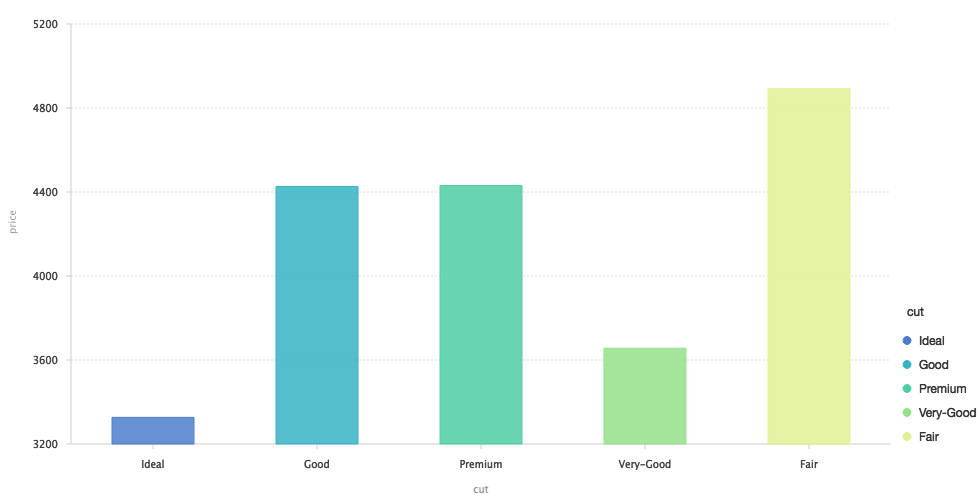 5200
4800
4400
4000
3600
3200
price
Ideal
Good
Premium
Very-Good
Fair
cut
cut
Ideal
Good
Premium
Very-Good
Fair